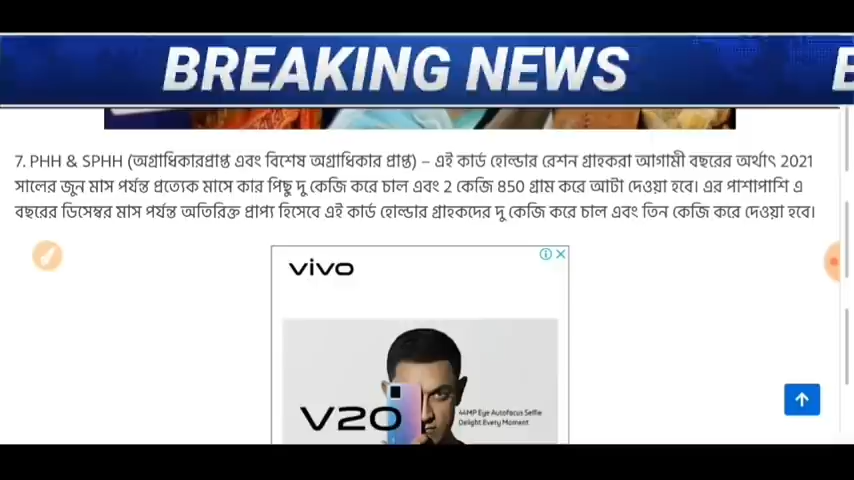 BREAKING NEWS
7. PHH & SPHH (অগ্রাধিকারপ্রাপ্ত এবং বিশেষ অগ্রাধিকার প্রাপ্ত) – এই কার্ড হোল্ডার রেশন গ্রাহকরা আগামী বছরের অর্থাৎ 2021
সালের জুন মাস পর্যন্ত প্রত্যেক মাসে কার পিছু দু কেজি করে চাল এবং 2 কেজি ৪50 গ্রাম করে আটা দেওয়া হবে। এর পাশাপাশি এ
বছরের ডিসেম্বর মাস পর্যন্ত অতিরিক্ত প্রাপ্য হিসেবে এই কার্ড হোল্ডার গ্রাহকদের দু কেজি করে চাল এবং তিন কেজি করে দেওয়া হবে।
vivo
V20
44MP Eye Autofocus Selfie
Delight Every Moment